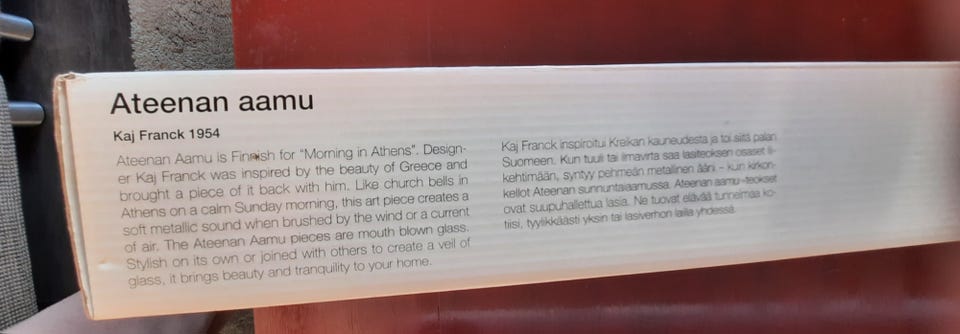 Ateenan aamu
Kaj Franck 1954
Ateenan Aamu is Finnish for “Morning in Athens”. Design-
er Kaj Franck was inspired by the beauty of Greece and
brought a piece of it back with him. Like church bells in
Athens on a calm Sunday morning, this art piece creates a
soft metallic sound when brushed by the wind or a current
of air. The Ateenan Aamu pieces are mouth blown glass.
Stylish on its own or joined with others to create a veil of
glass, it brings beauty and tranquility to your home.
Kaj Franck inspiroitui Kreikan kauneudesta ja toi siitä palan
Suomeen. Kun tuuli tai ilmavirta saa lasiteoksen osaset li-
kehtimään, syntyy pehmeän metallinen ääni – kuin kirkon-
kellot Ateenan sunnuntaiaamussa. Ateenan aamu -teokset
ovat suupuhallettua lasia. Ne tuovat elävää tunnelmaa ko-
tiisi, tyylikkäästi yksin tai lasiverhon lailla yhdessä.